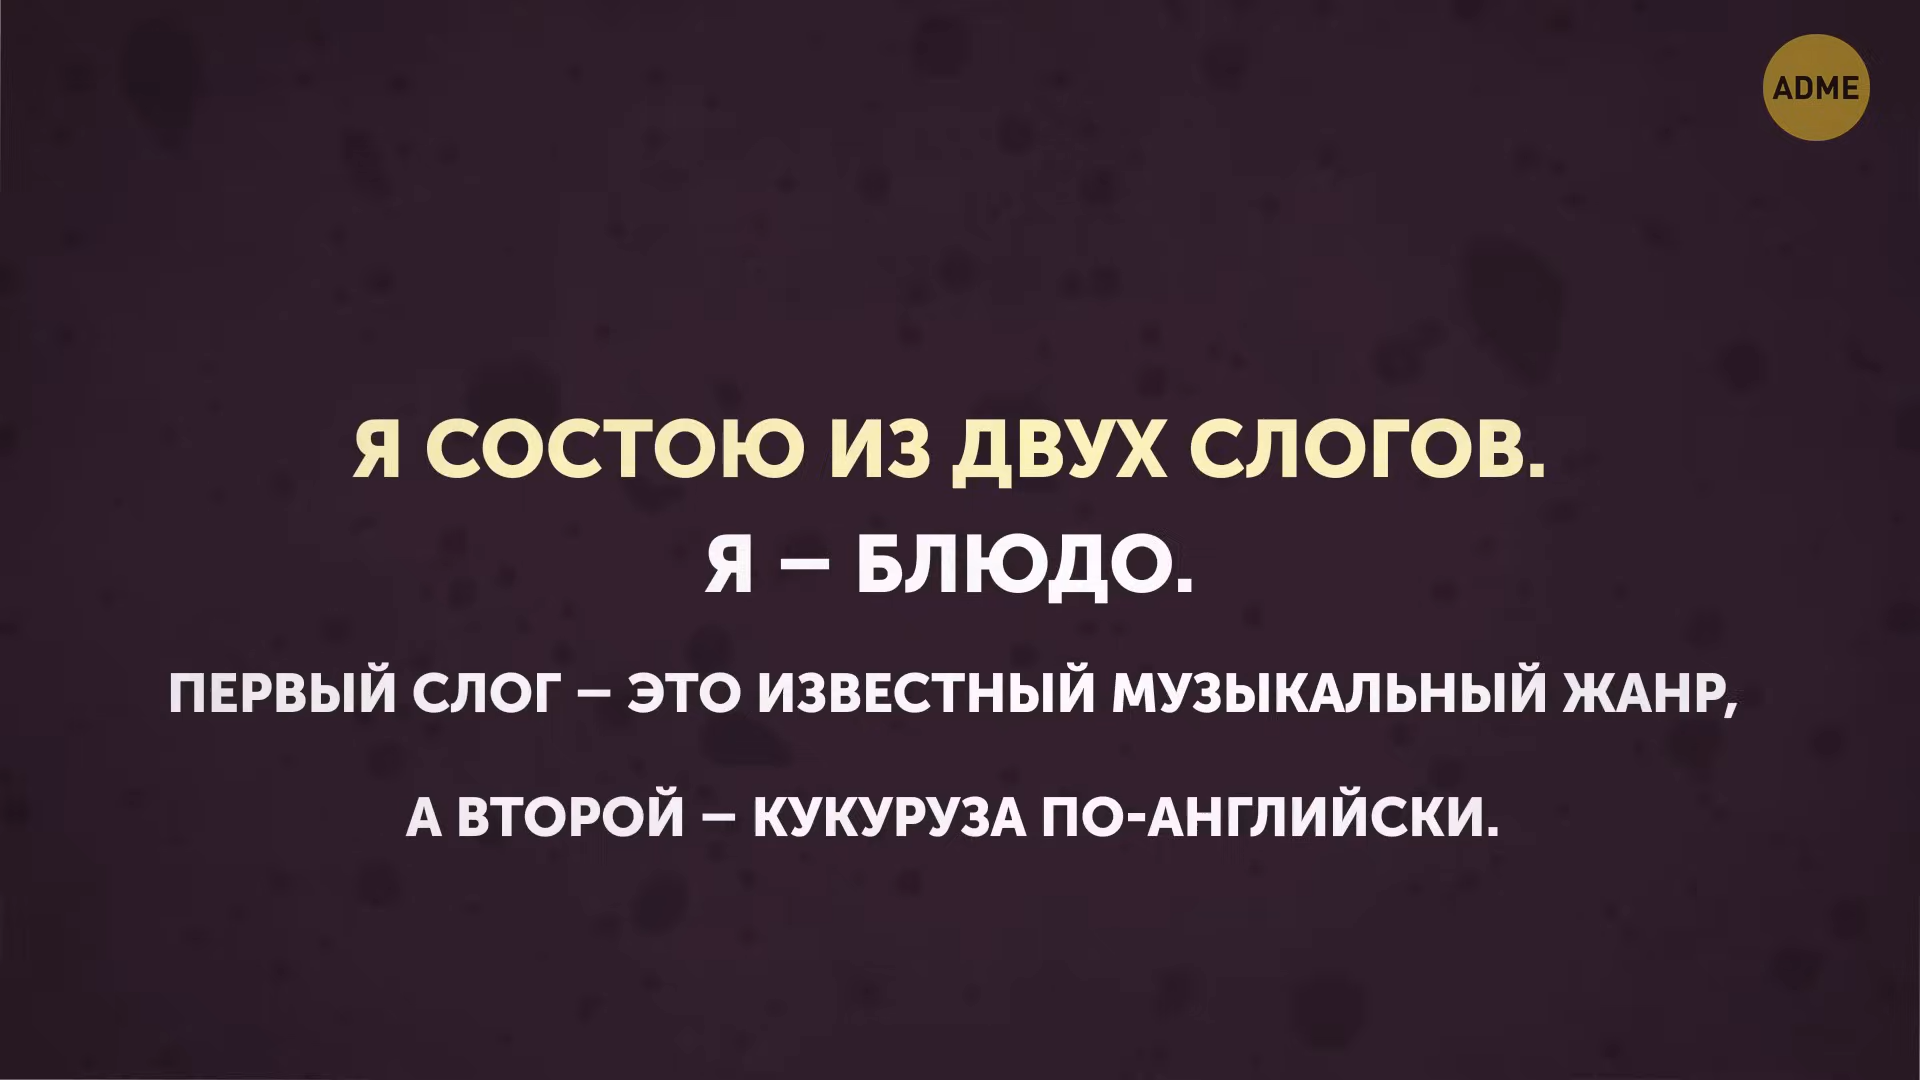 ADME
Я СОСТОЮ ИЗ ДВУХ СЛОГОВ.
Я – БЛЮДО.
ПЕРВЫЙ СЛОГ – ЭТО ИЗВЕСТНЫЙ МУЗЫКАЛЬНЫЙ ЖАНР,
А ВТОРОЙ – КУКУРУЗА ПО-АНГЛИЙСКИ.